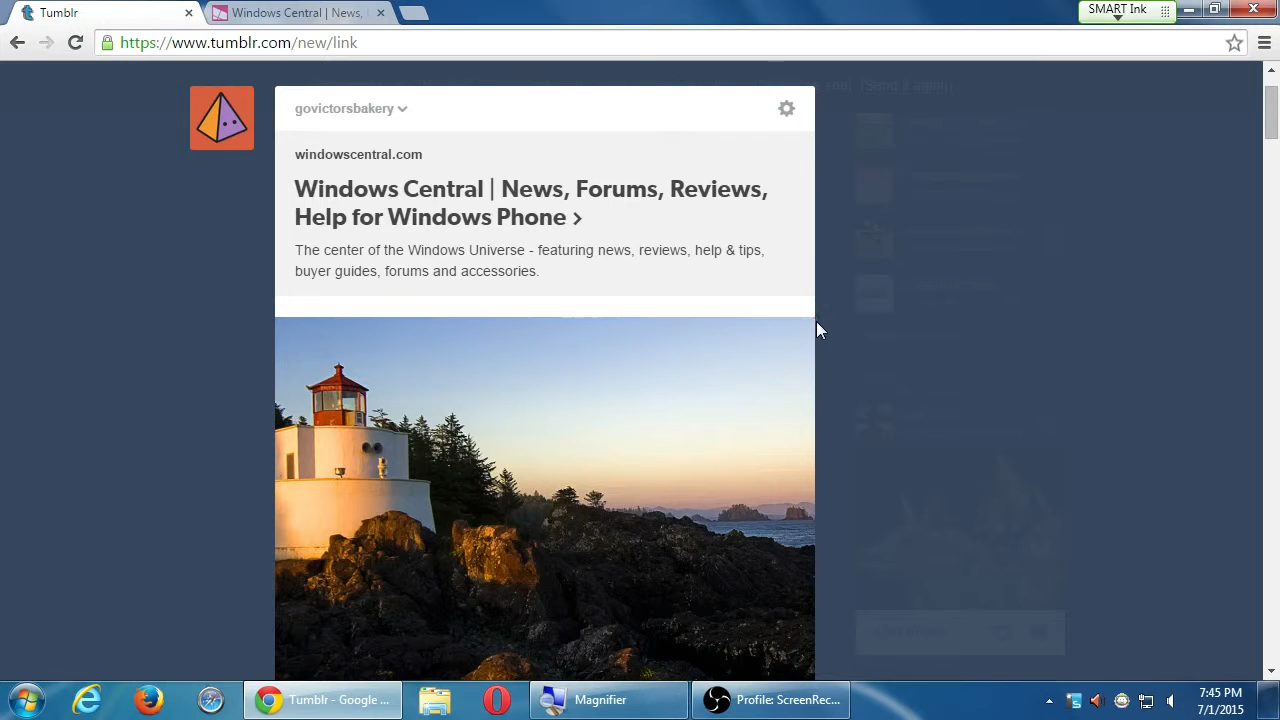 Tumblr
Windows Central | News,
SMART Ink
https://www.tumblr.com/new/link
govictorsbakery
windowscentral.com
Windows Central | News, Forums, Reviews,
Help for Windows Phone
The center of the Windows Universe - featuring news, reviews, help & tips,
buyer guides, forums and accessories.
Tumblr - Google ...
Magnifier
Profile: ScreenRec...
7:45 PM
7/1/2015